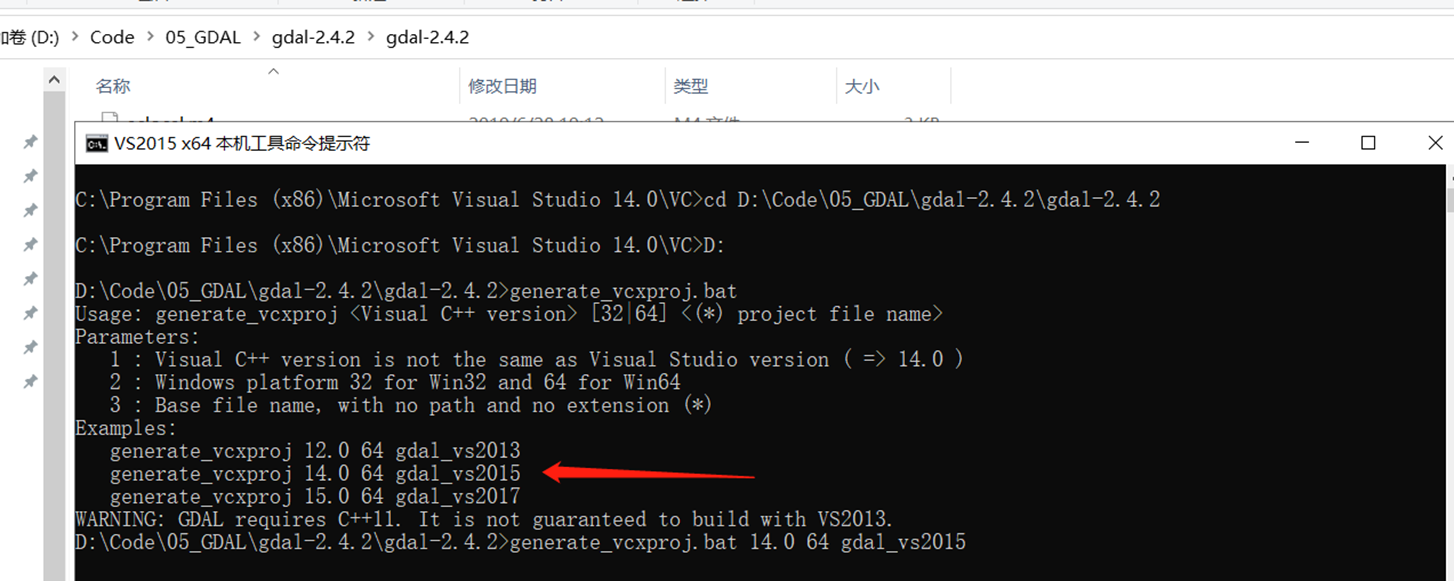 (D:) > Code > 05_GDAL > gdal-2.4.2 > gdal-2.4.2
名称 修改日期 类型 大小
VS2015 x64 本机工具命令提示符
C:\Program Files (x86)\Microsoft Visual Studio 14.0\VC>cd D:\Code\05_GDAL\gdal-2.4.2\gdal-2.4.2
C:\Program Files (x86)\Microsoft Visual Studio 14.0\VC>D:
D:\Code\05_GDAL\gdal-2.4.2\gdal-2.4.2>generate_vcxproj.bat
Usage: generate_vcxproj <Visual C++ version> [32|64] <(*) project file name>
Parameters:
1 : Visual C++ version is not the same as Visual Studio version ( => 14.0 )
2 : Windows platform 32 for Win32 and 64 for Win64
3 : Base file name, with no path and no extension (*)
Examples:
generate_vcxproj 12.0 64 gdal_vs2013
generate_vcxproj 14.0 64 gdal_vs2015
generate_vcxproj 15.0 64 gdal_vs2017
WARNING: GDAL requires C++11. It is not guaranteed to build with VS2013.
D:\Code\05_GDAL\gdal-2.4.2\gdal-2.4.2>generate_vcxproj.bat 14.0 64 gdal_vs2015